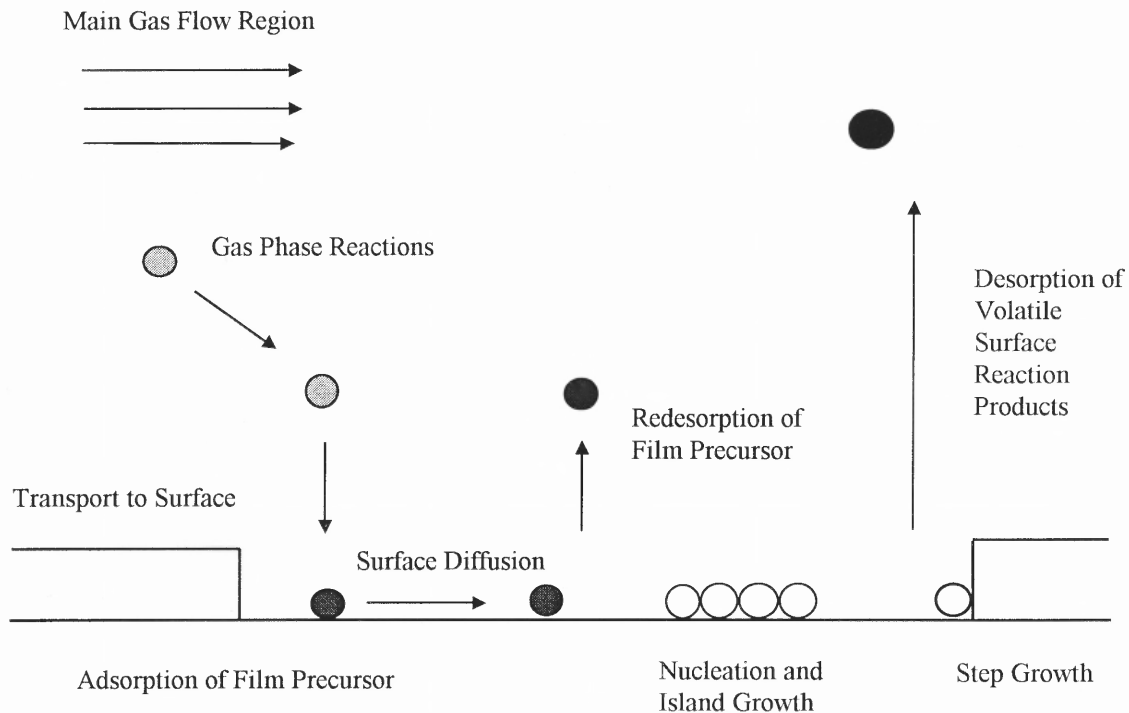 Main Gas Flow Region
Gas Phase Reactions
Desorption of
Volatile
Surface
Reaction
Products
Redesorption of
Film Precursor
Transport to Surface
Surface Diffusion
Adsorption of Film Precursor
Nucleation and
Island Growth
Step Growth